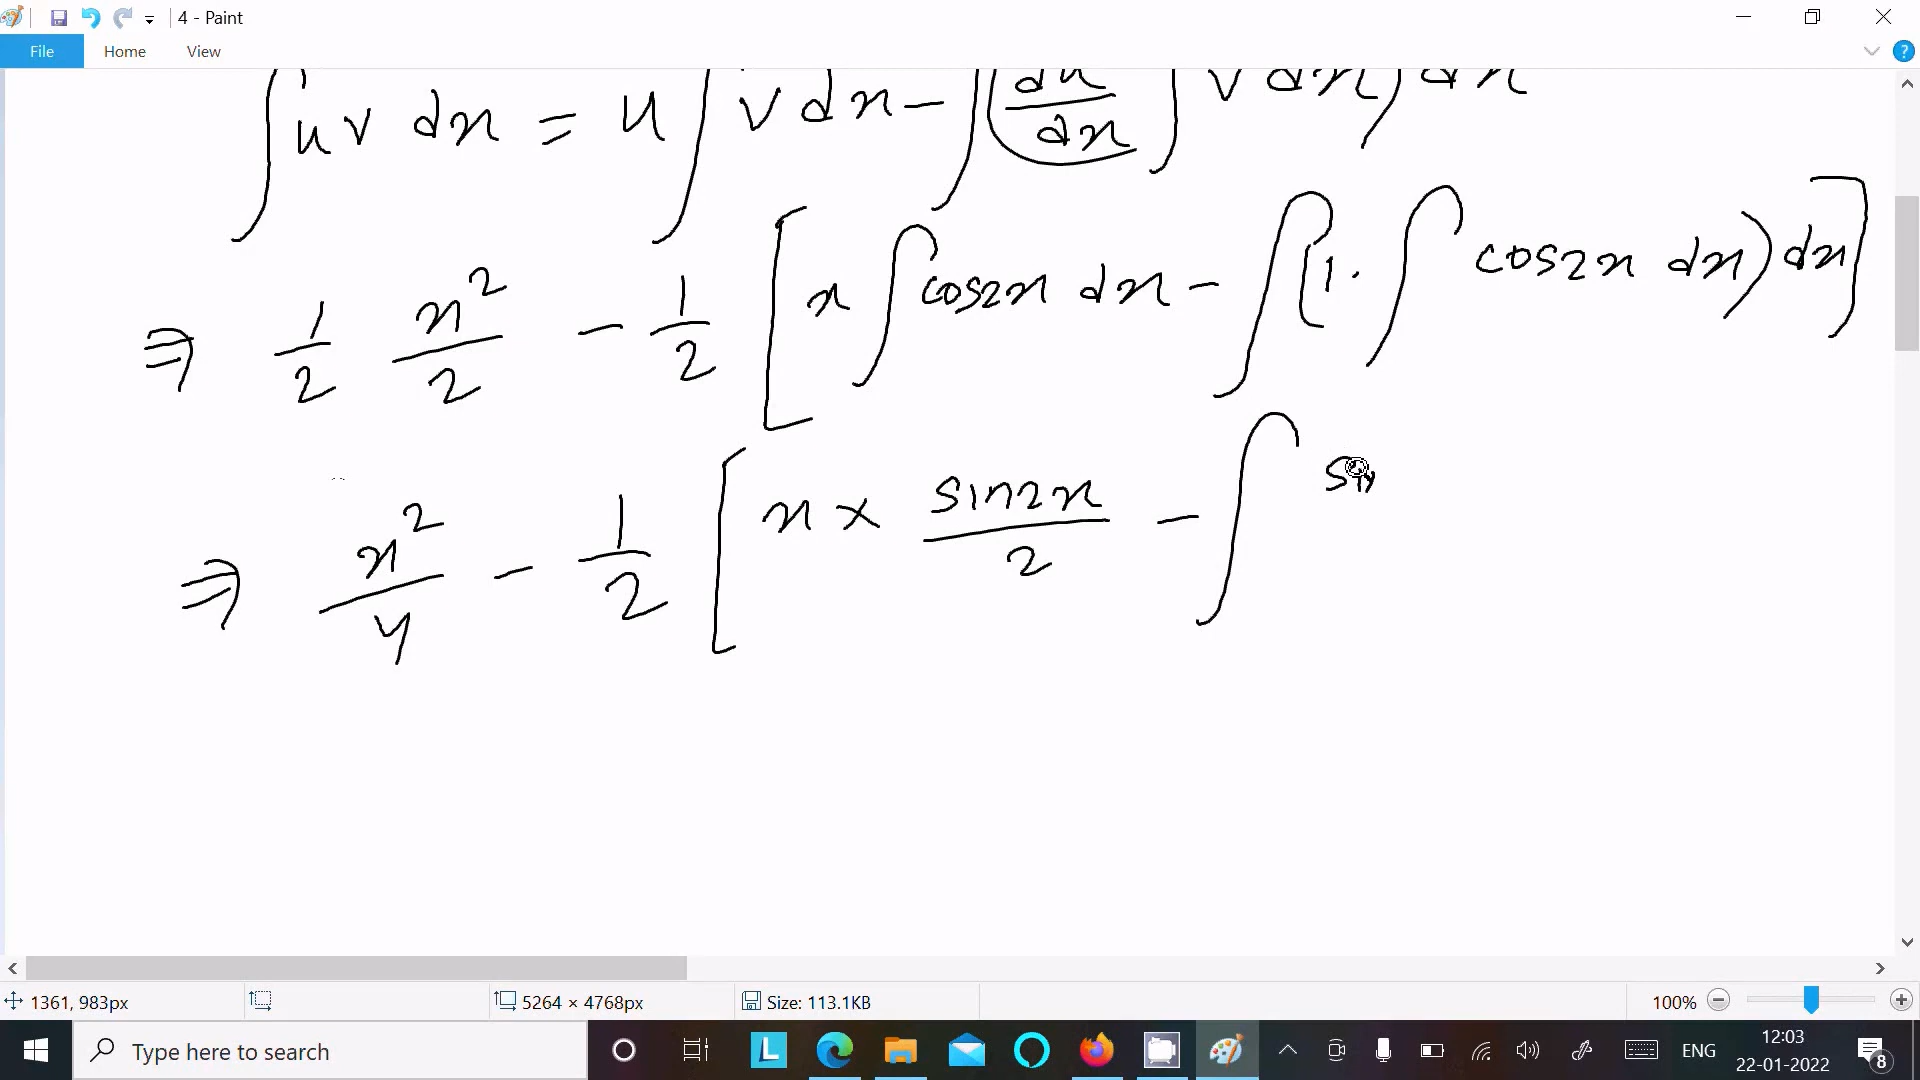 4 - Paint
File Home View
∫ u v dx = u ∫ v dx - ∫ (du/dx ∫ v dx) dx
⇒ 1/2 x²/2 - 1/2 [x ∫ cos2x dx - ∫ (1. ∫ cos2x dx) dx]
⇒ x²/4 - 1/2 [x × sin2x/2 - ∫ sin
1361, 983px 5264 × 4768px Size: 113.1KB 100%
Type here to search
L
ENG
12:03
22-01-2022
8